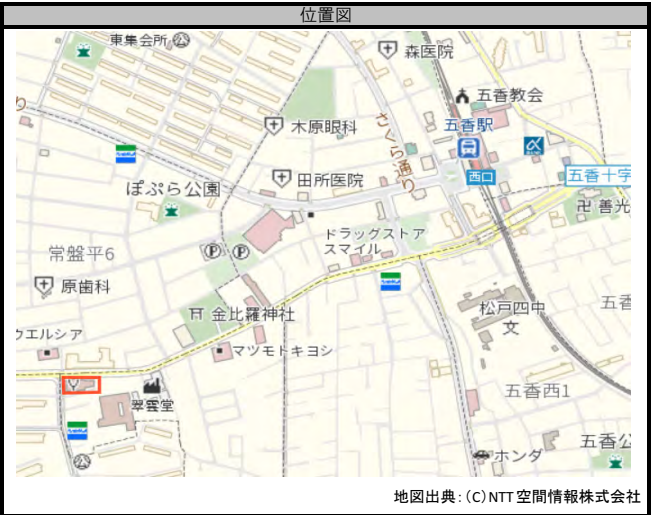 位置図
東集会所
森医院
五香教会
木原眼科
さくら通り
五香駅
西口
五香十字
田所医院
ぽぷら公園
卍 善光
ドラッグストア
スマイル
常盤平6
Ⓟ Ⓟ
原歯科
金比羅神社
松戸四中
文
五香
ウエルシア
マツモトキヨシ
翠雲堂
五香西1
五香公
ホンダ
地図出典：(C)NTT空間情報株式会社